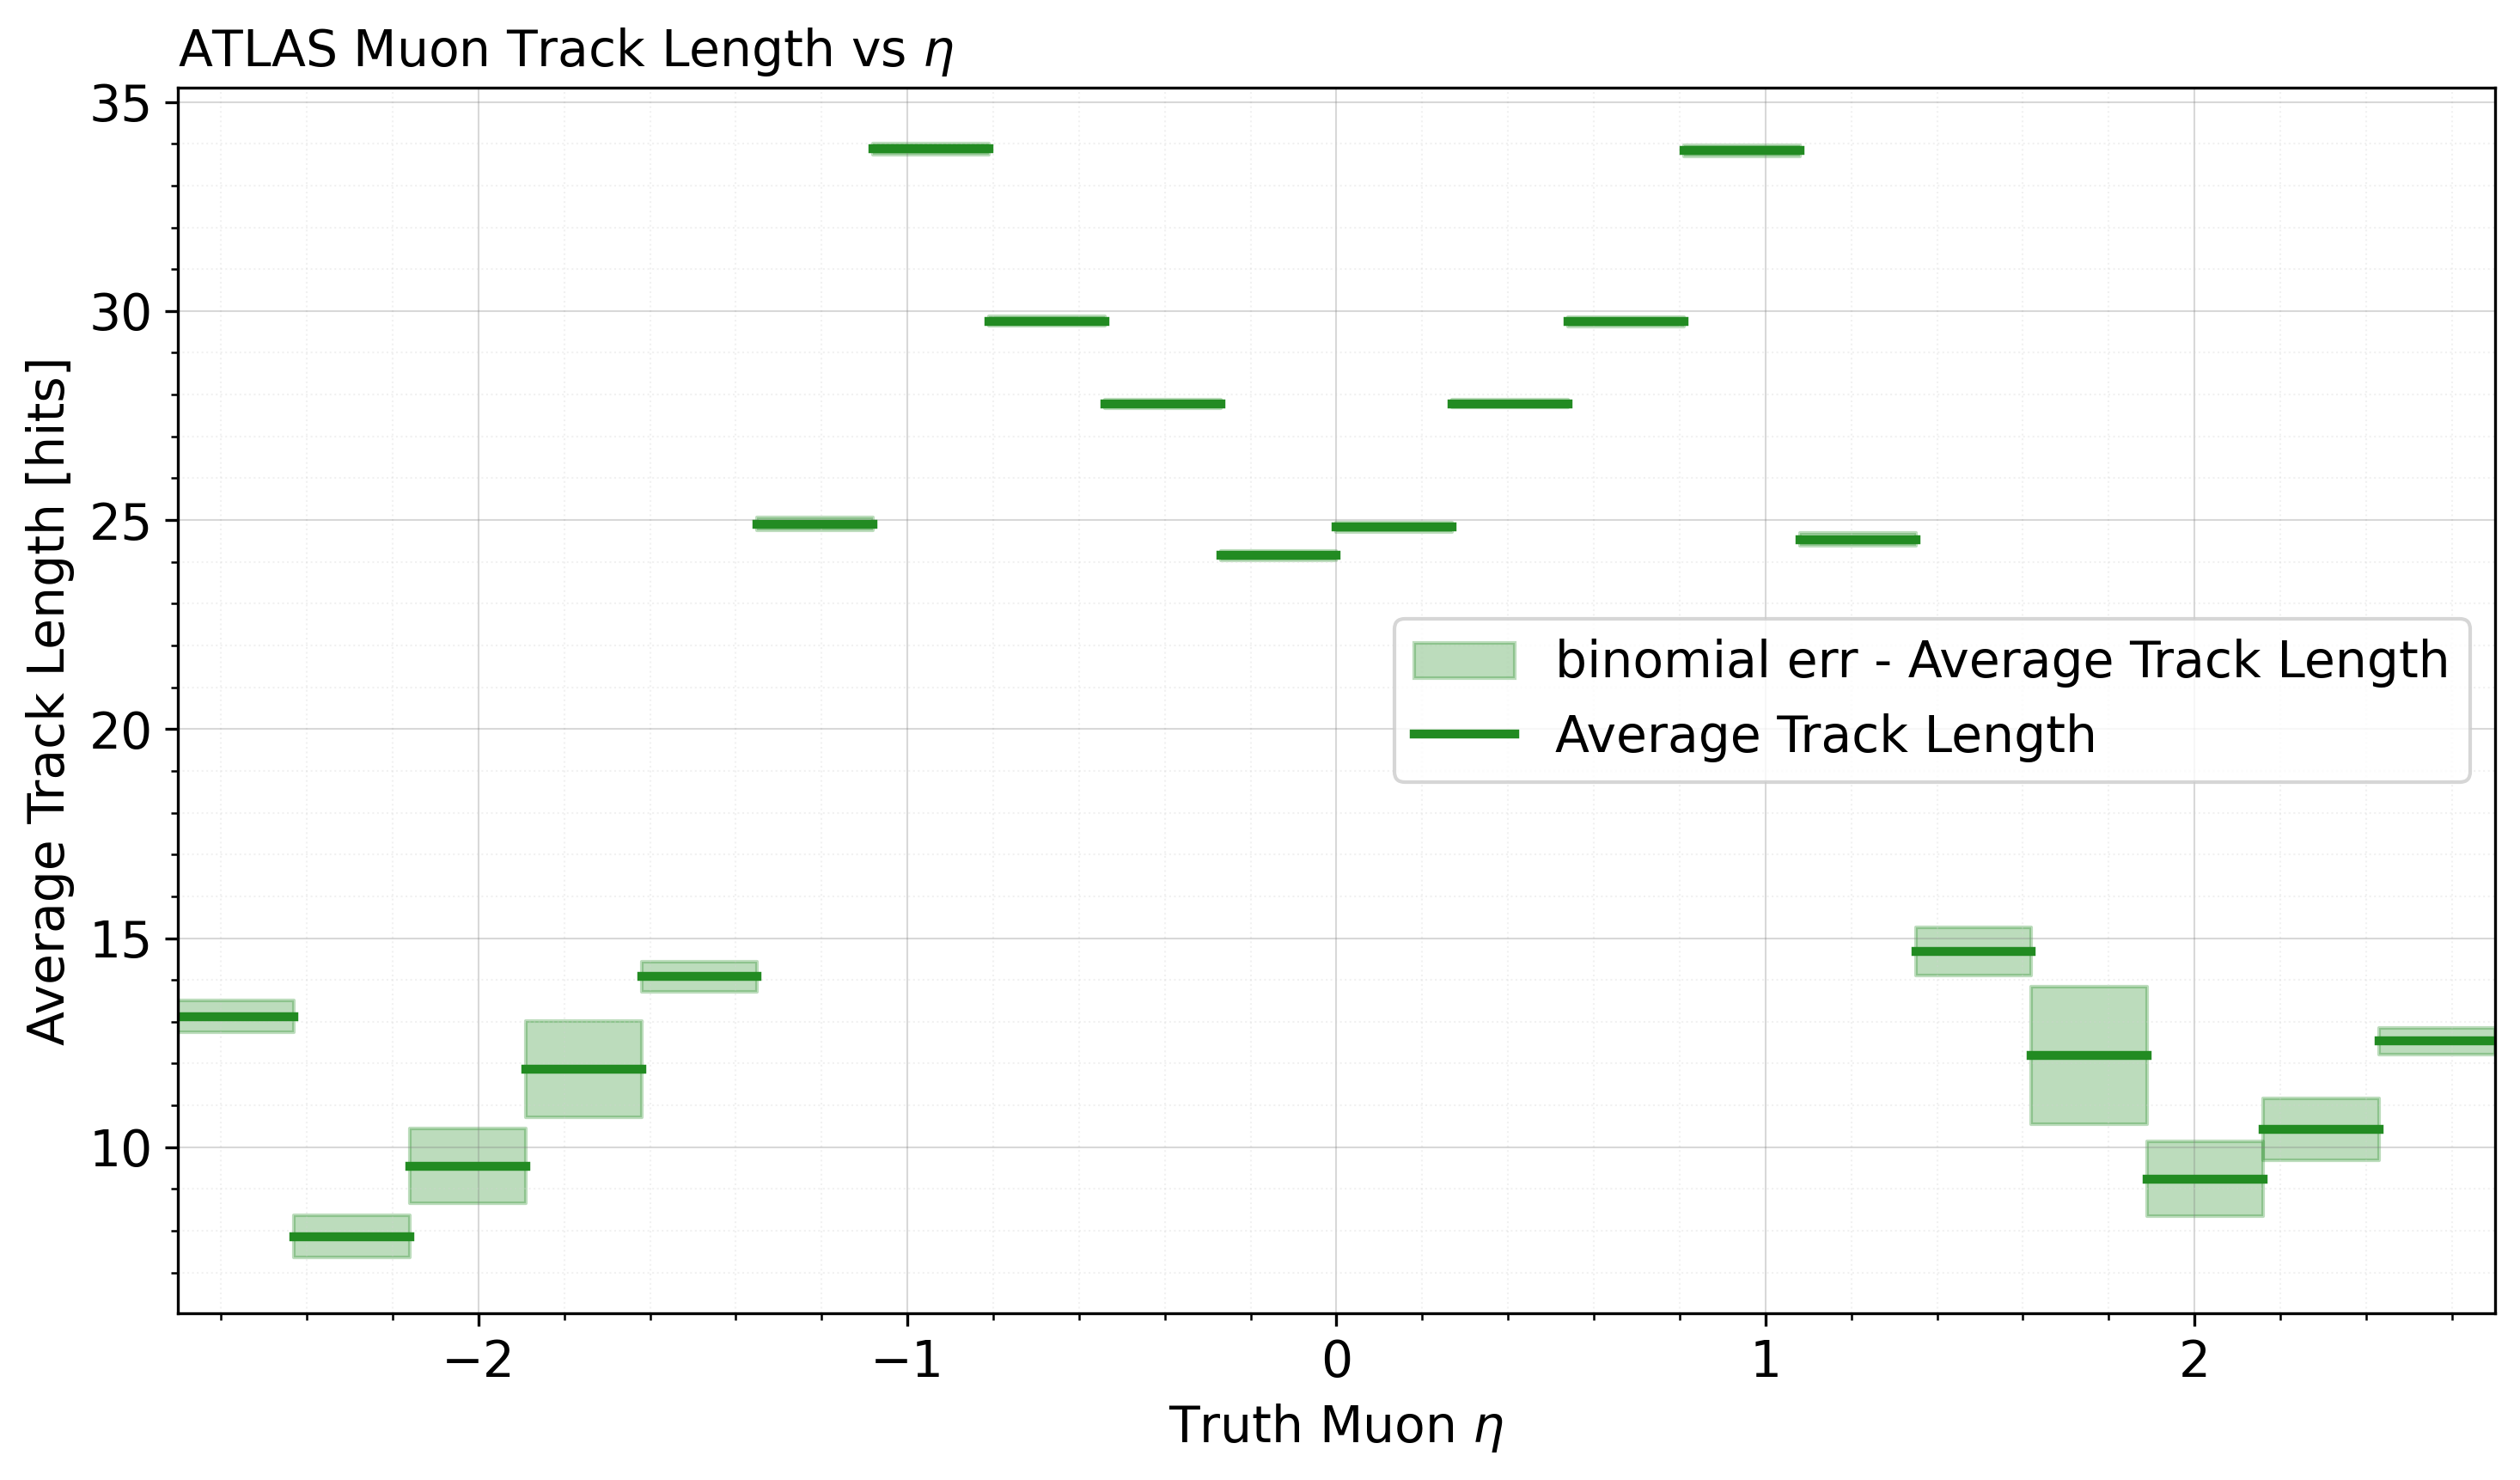 ATLAS Muon Track Length vs η
35
30
25
20
15
10
Average Track Length [hits]
binomial err - Average Track Length
Average Track Length
−2
−1
0
1
2
Truth Muon η